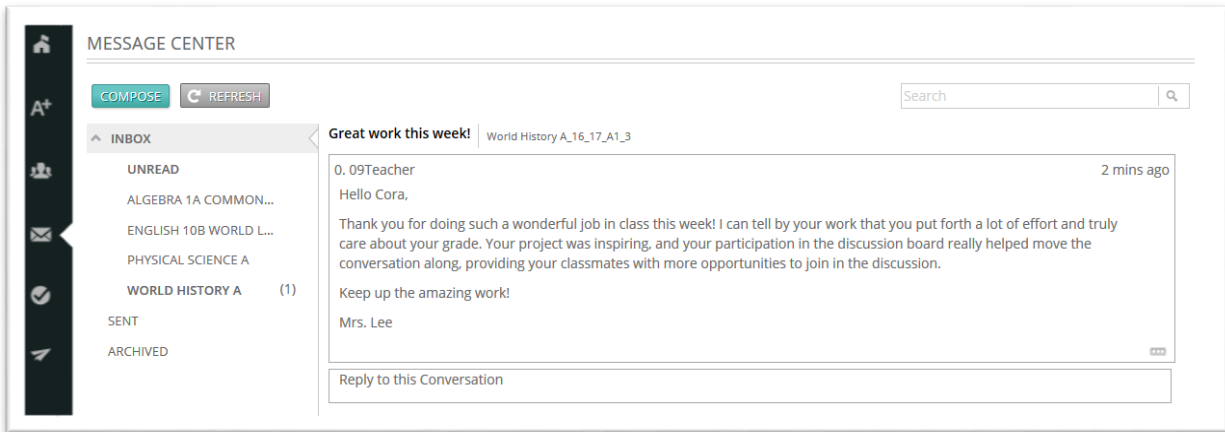 MESSAGE CENTER
COMPOSE REFRESH Search
A+
INBOX
UNREAD
ALGEBRA 1A COMMON...
ENGLISH 10B WORLD L...
PHYSICAL SCIENCE A
WORLD HISTORY A (1)
SENT
ARCHIVED
Great work this week! World History A_16_17_A1_3
0. 09Teacher 2 mins ago
Hello Cora,
Thank you for doing such a wonderful job in class this week! I can tell by your work that you put forth a lot of effort and truly
care about your grade. Your project was inspiring, and your participation in the discussion board really helped move the
conversation along, providing your classmates with more opportunities to join in the discussion.
Keep up the amazing work!
Mrs. Lee
Reply to this Conversation